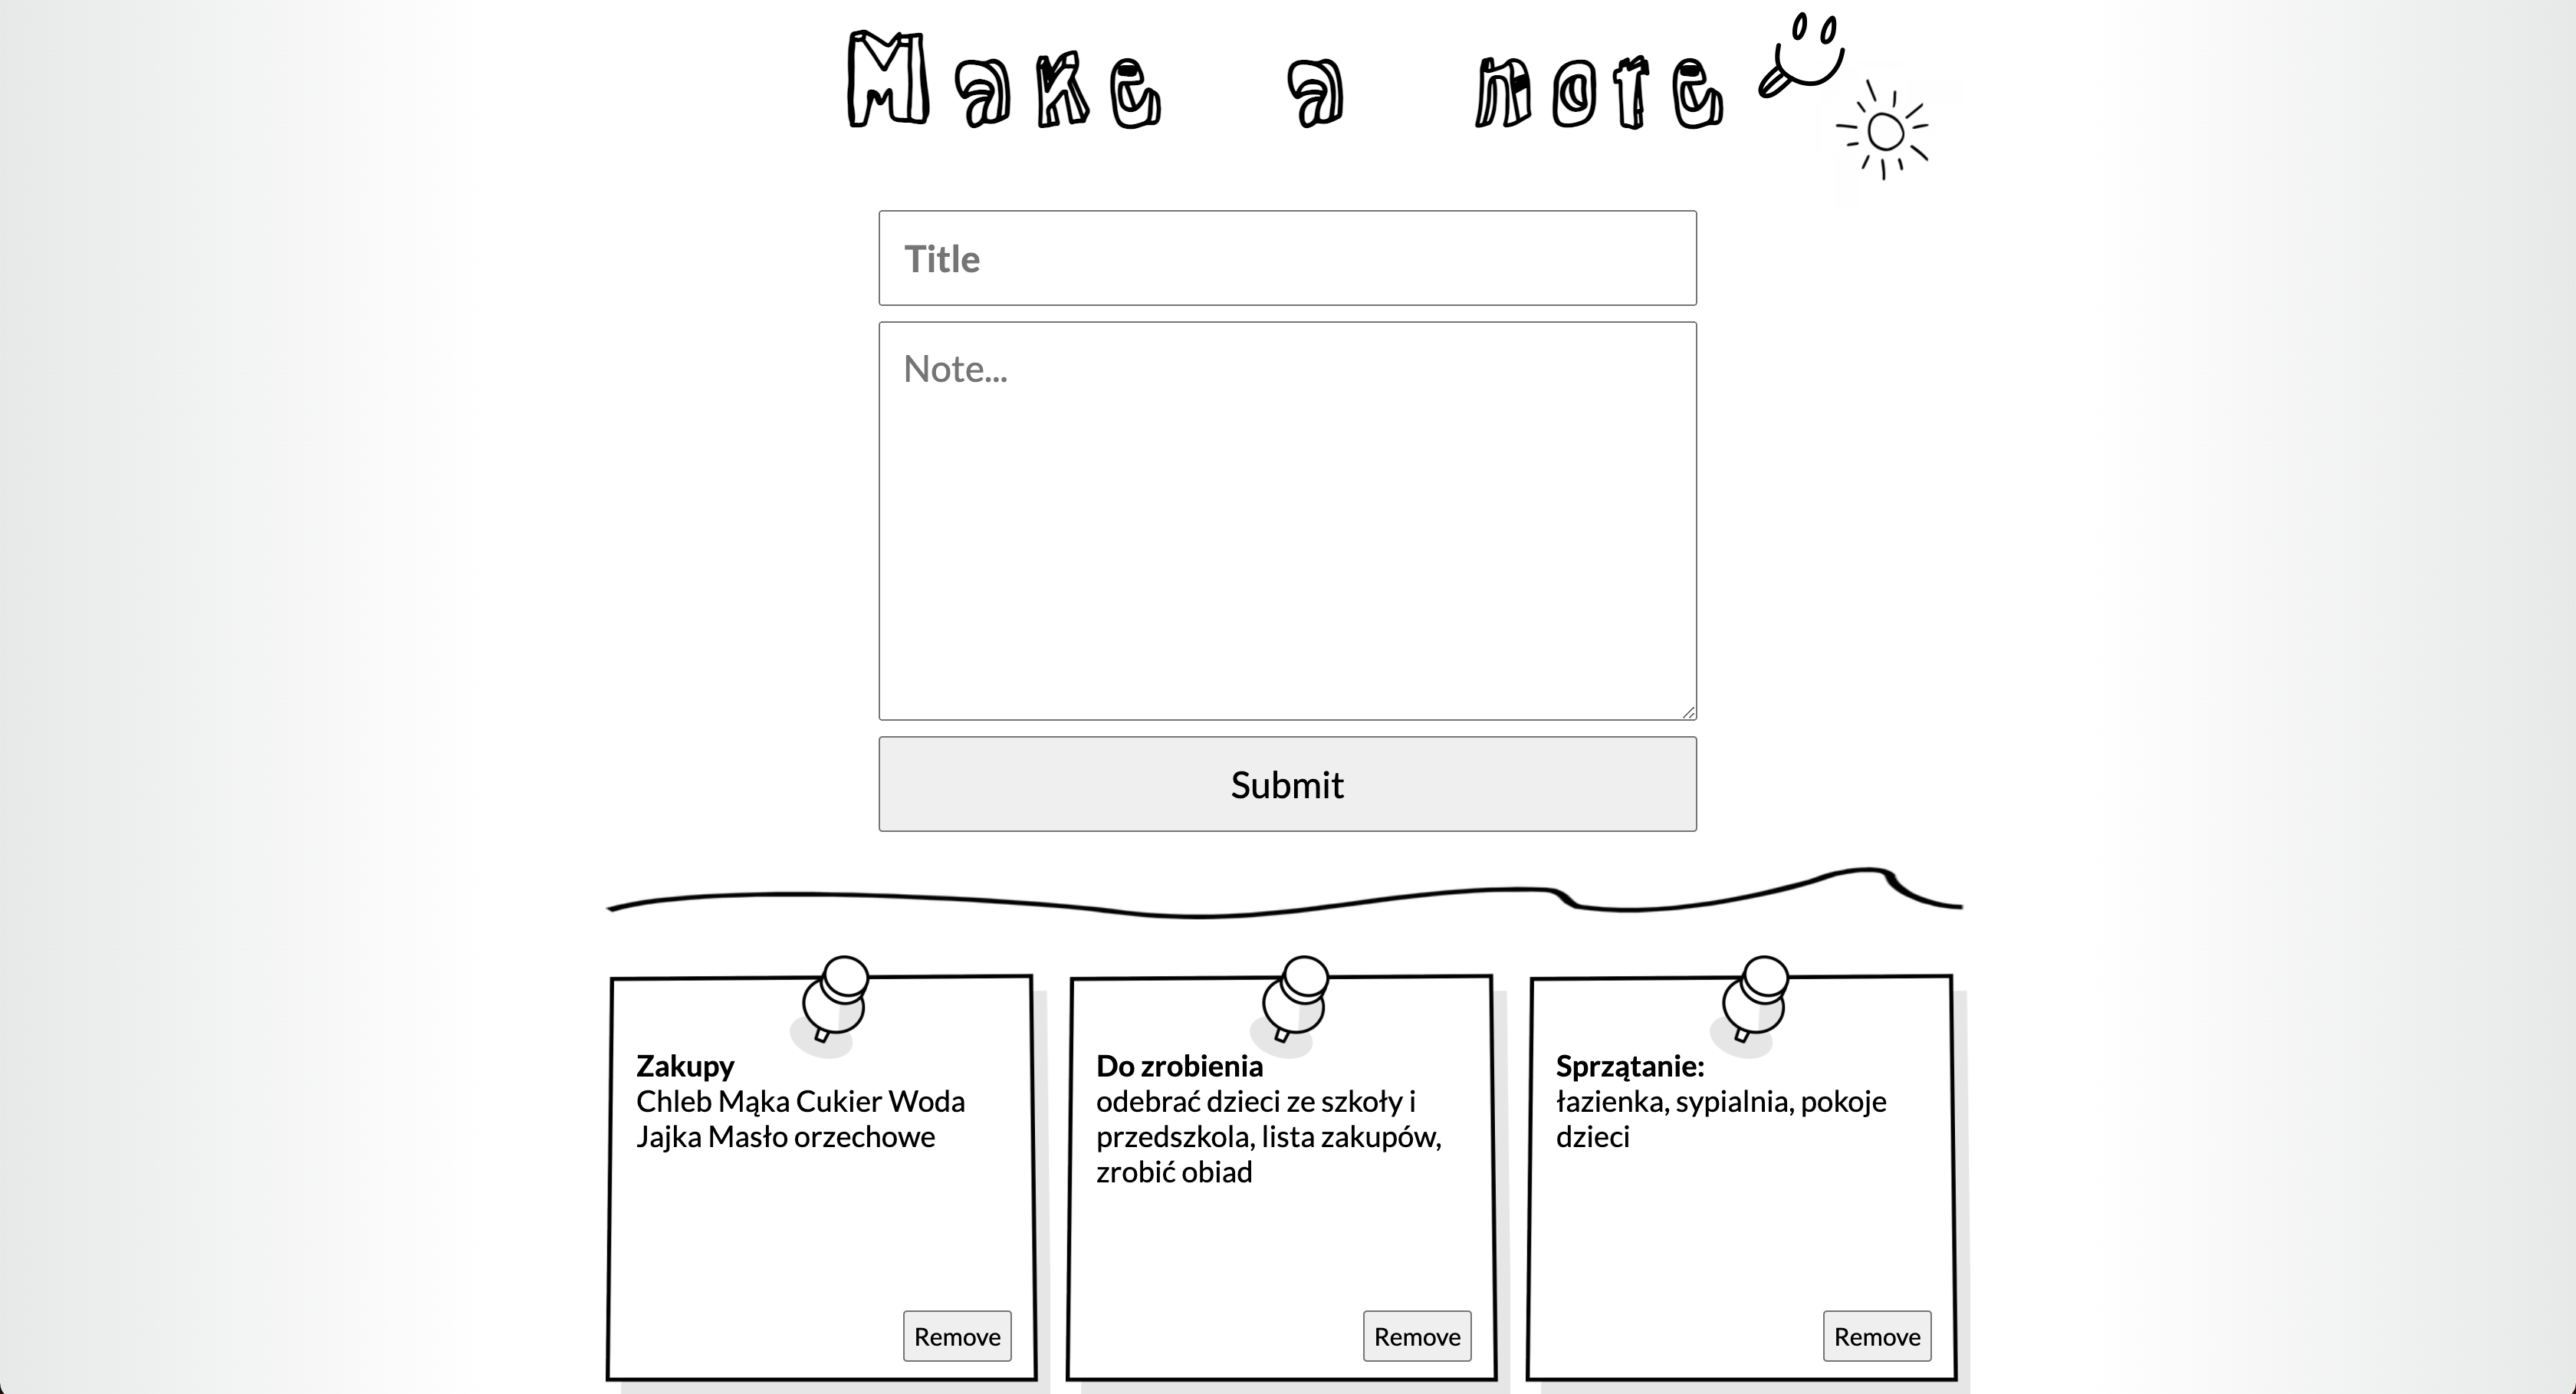 Make a note
Title
Note...
Submit
Zakupy
Chleb Mąka Cukier Woda
Jajka Masło orzechowe
Remove
Do zrobienia
odebrać dzieci ze szkoły i
przedszkola, lista zakupów,
zrobić obiad
Remove
Sprzątanie:
łazienka, sypialnia, pokoje
dzieci
Remove